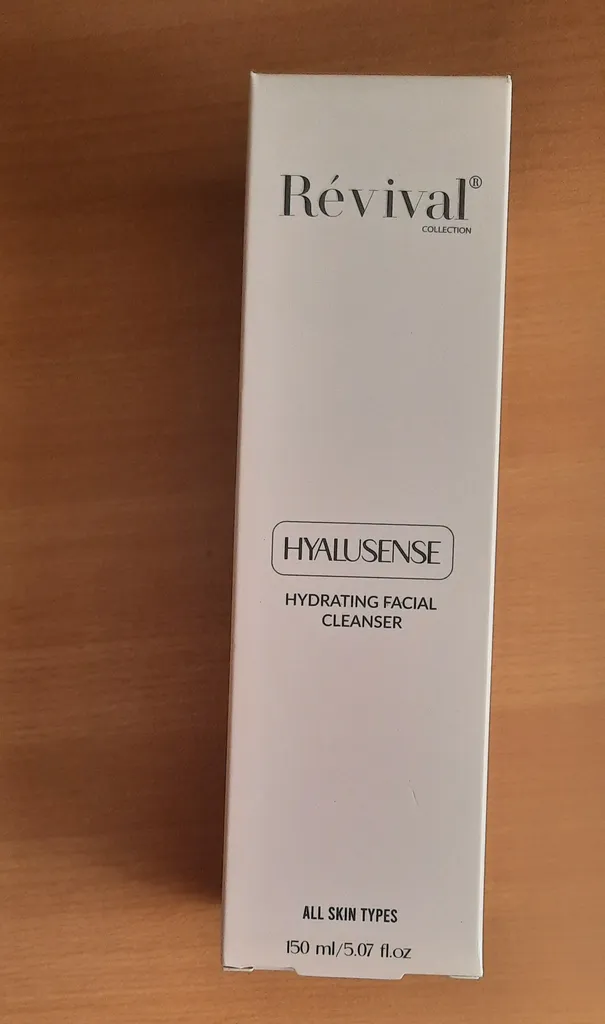 Révival®
COLLECTION
HYALUSENSE
HYDRATING FACIAL
CLEANSER
ALL SKIN TYPES
150 ml/5.07 fl.oz